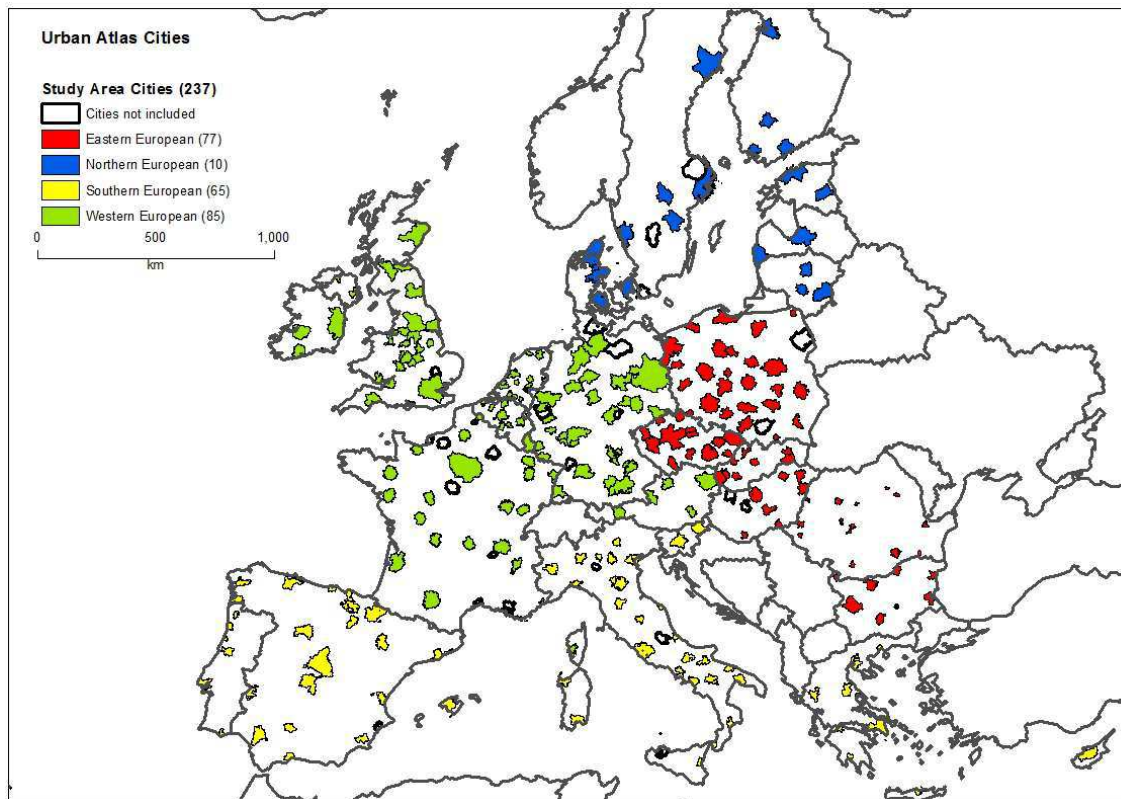 Urban Atlas Cities
Study Area Cities (237)
Cities not included
Eastern European (77)
Northern European (10)
Southern European (65)
Western European (85)
0 500 1,000
km